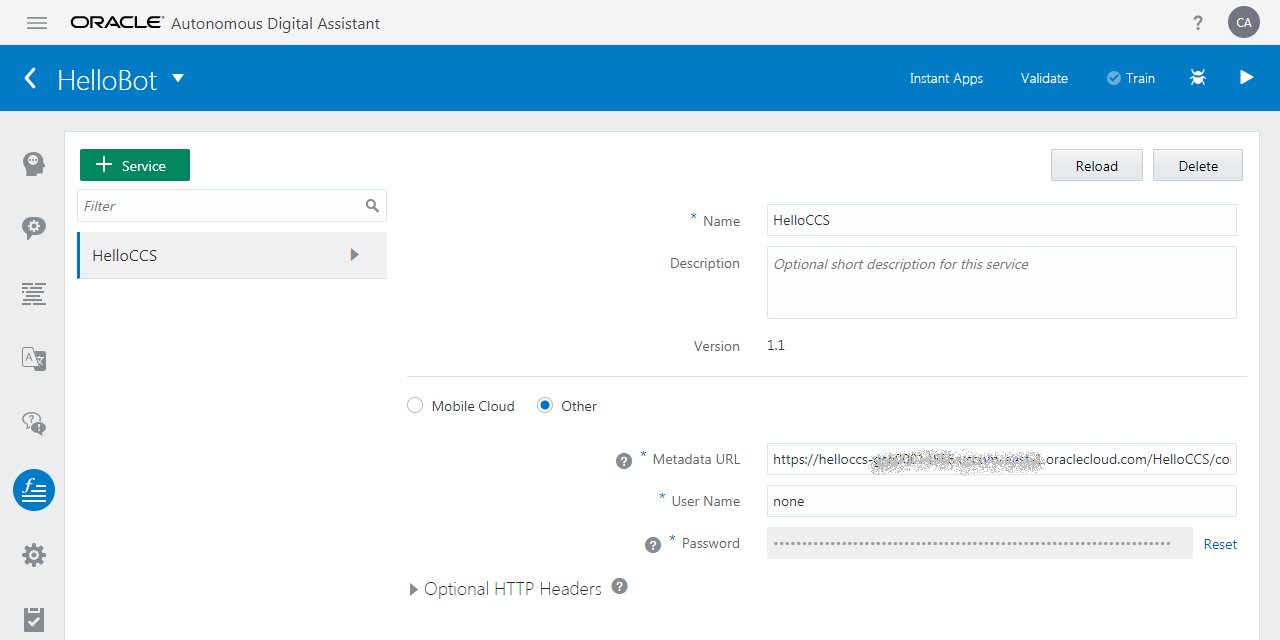 ORACLE® Autonomous Digital Assistant ? CA
HelloBot Instant Apps Validate Train
+ Service Reload Delete
Filter
HelloCCS
* Name HelloCCS
Description Optional short description for this service
Version 1.1
Mobile Cloud Other
? * Metadata URL https://helloccs- .oraclecloud.com/HelloCCS/co
* User Name none
? * Password Reset
Optional HTTP Headers ?